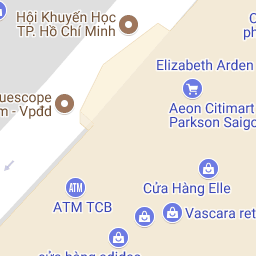 Hội Khuyến Học
TP. Hồ Chí Minh
Elizabeth Arden
Aeon Citimart
Parkson Saigo
uescope
m - Vpđd
Cửa Hàng Elle
ATM
ATM TCB
Vascara ret